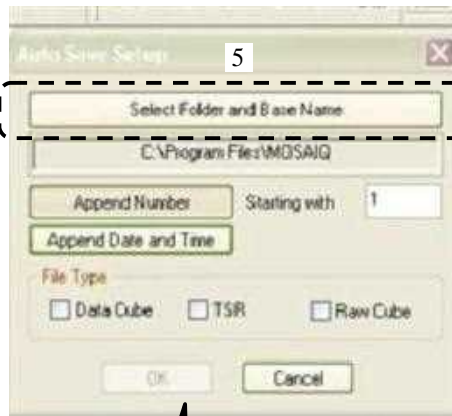 Auto Save Setup
5
Select Folder and Base Name
C:\Program Files\MOSAIQ
Append Number Starting with 1
Append Date and Time
File Type
Data Cube TSR Raw Cube
OK Cancel